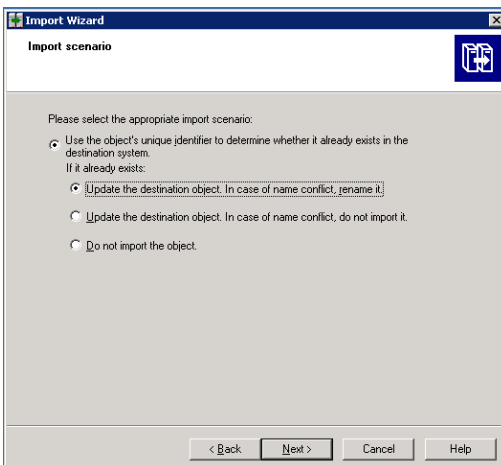 Import Wizard
Import scenario
Please select the appropriate import scenario:
Use the object's unique identifier to determine whether it already exists in the
destination system.
If it already exists:
Update the destination object. In case of name conflict, rename it.
Update the destination object. In case of name conflict, do not import it.
Do not import the object.
< Back Next > Cancel Help